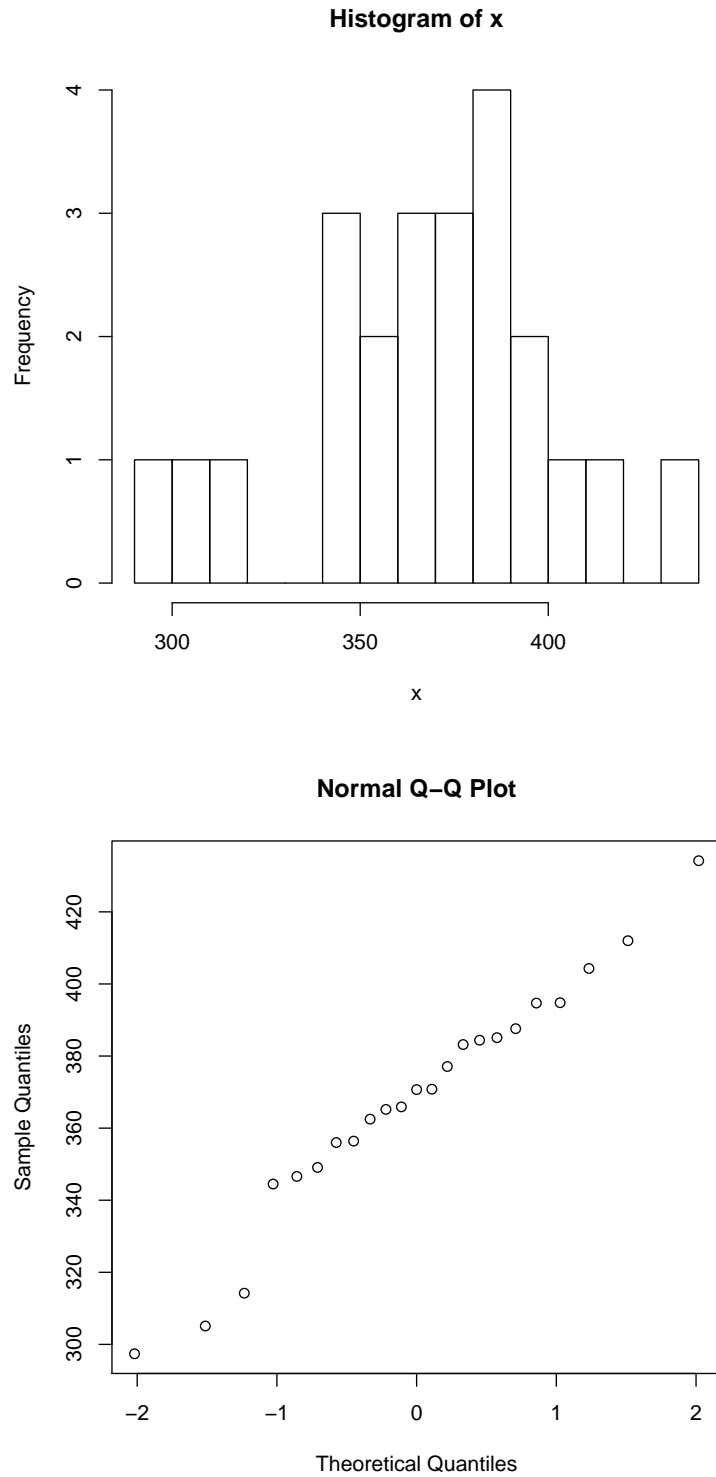 Histogram of x
Frequency
4
3
2
1
0
300 350 400
x
Normal Q−Q Plot
Sample Quantiles
420
400
380
360
340
320
300
−2 −1 0 1 2
Theoretical Quantiles